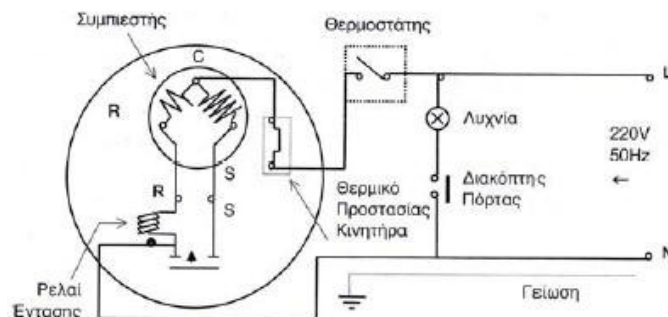 Συμπιεστής
Θερμοστάτης
C
L
R
Λυχνία
220V
50Hz
←
S
R
S
Θερμικό
Προστασίας
Κινητήρα
Διακόπτης
Πόρτας
N
Ρελαί
Έντασης
Γείωση